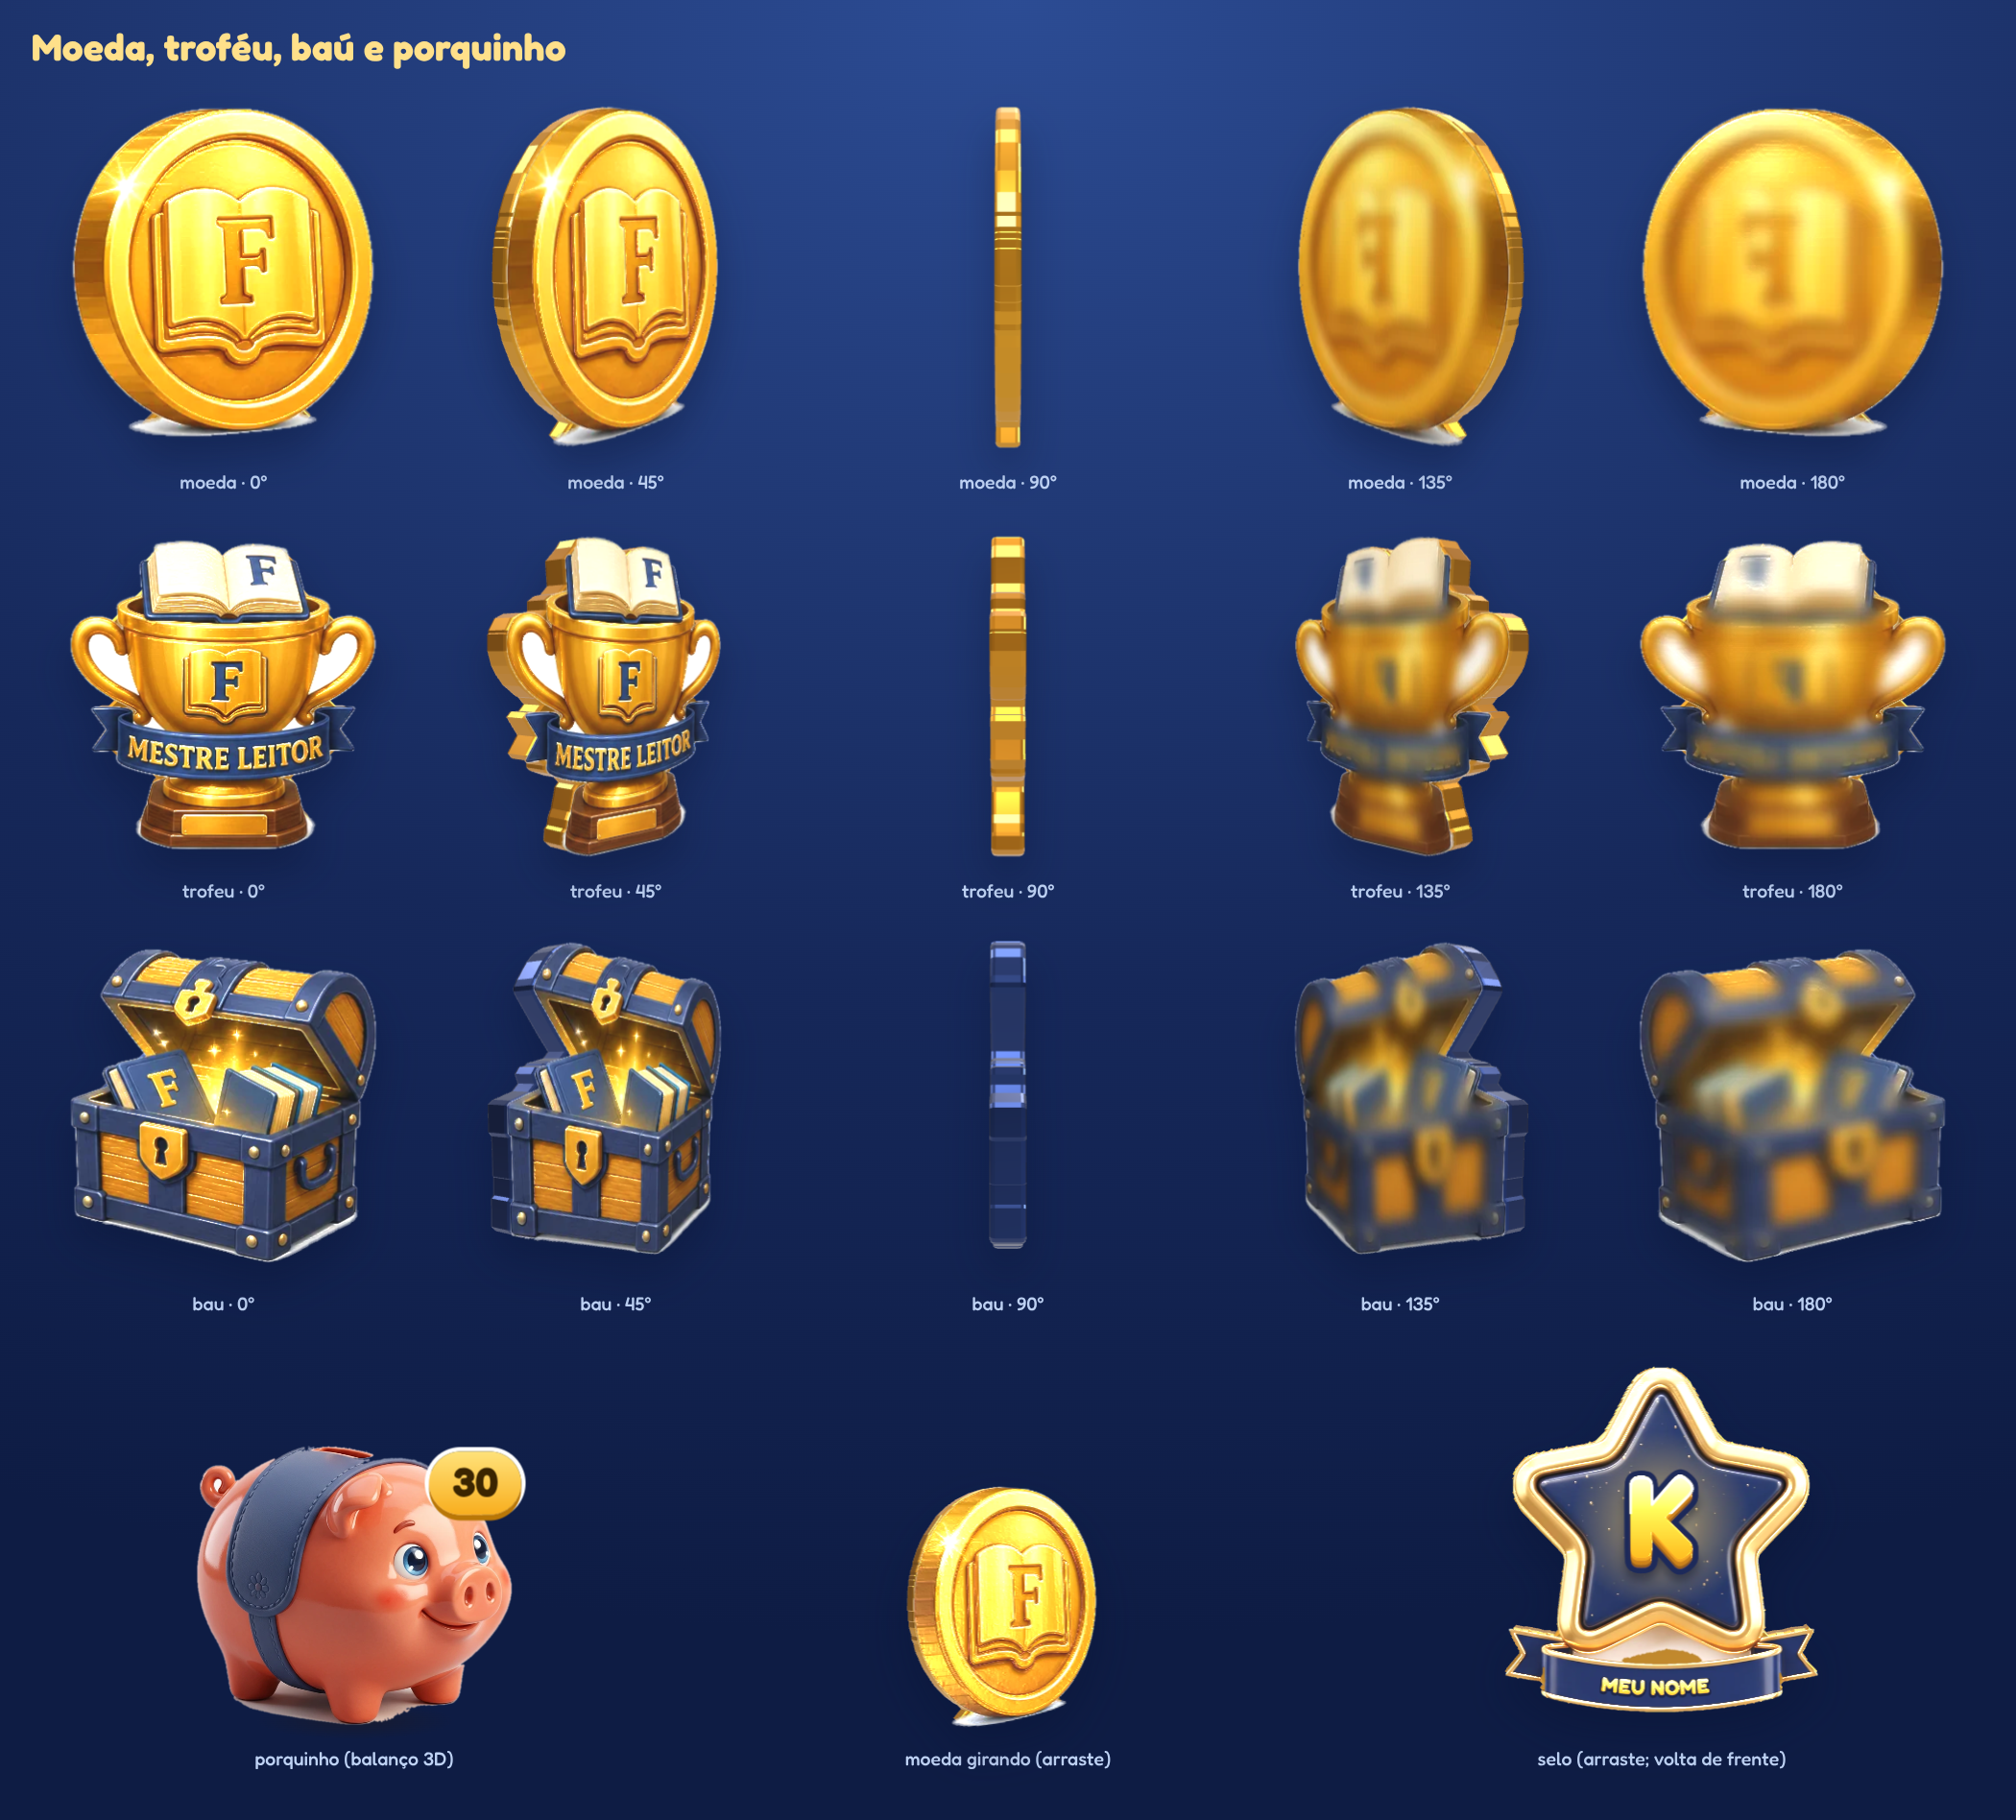 Moeda, troféu, baú e porquinho
F
F
moeda · 0°
moeda · 45°
moeda · 90°
moeda · 135°
moeda · 180°
F
F
F
F
MESTRE LEITOR
MESTRE LEITOR
trofeu · 0°
trofeu · 45°
trofeu · 90°
trofeu · 135°
trofeu · 180°
F
F
bau · 0°
bau · 45°
bau · 90°
bau · 135°
bau · 180°
30
F
K
MEU NOME
porquinho (balanço 3D)
moeda girando (arraste)
selo (arraste; volta de frente)